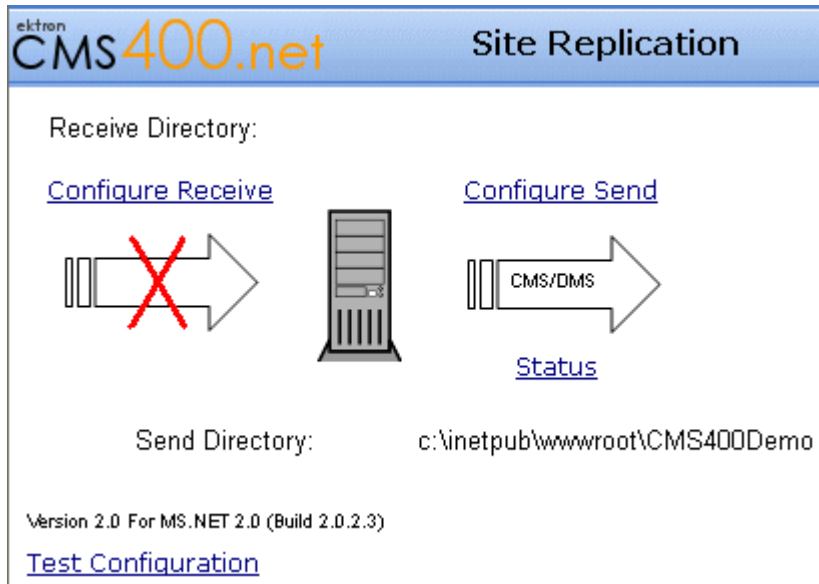 ektron
CMS400.net
Site Replication
Receive Directory:
Configure Receive
Configure Send
CMS/DMS
Status
Send Directory: c:\inetpub\wwwroot\CMS400Demo
Version 2.0 For MS.NET 2.0 (Build 2.0.2.3)
Test Configuration